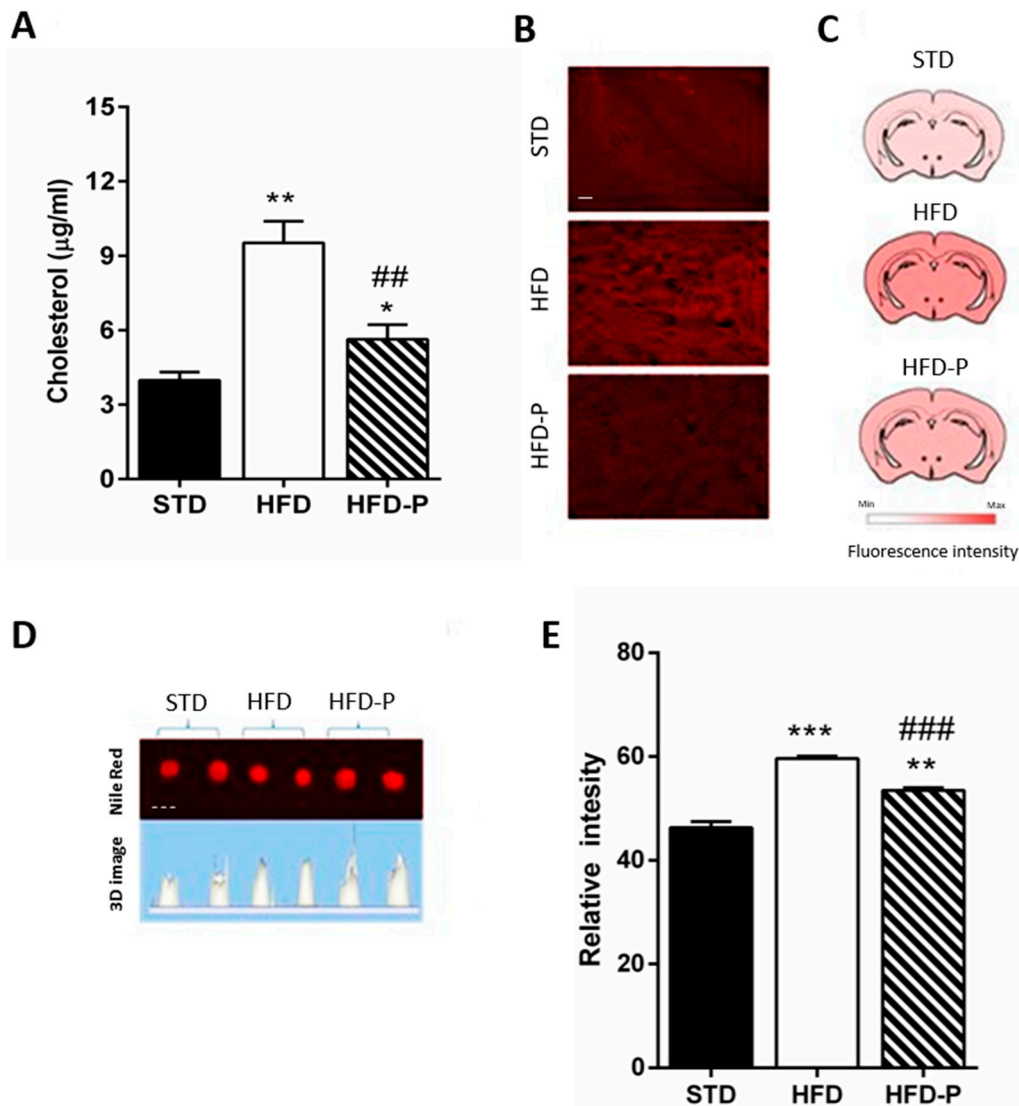 A
15
12
9
6
3
0
Cholesterol (µg/ml)
**
##
*
STD
HFD
HFD-P
B
STD
HFD
HFD-P
C
STD
HFD
HFD-P
Min
Max
Fluorescence intensity
D
STD
HFD
HFD-P
Nile Red
3D image
E
80
60
40
20
0
Relative intesity
***
###
**
STD
HFD
HFD-P